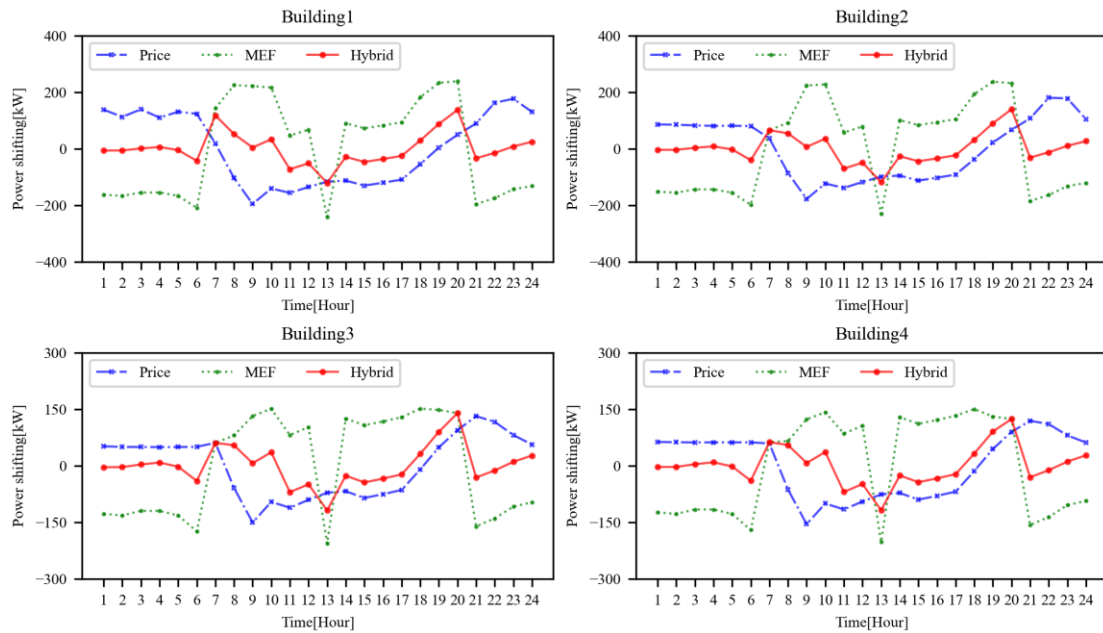 Building1
Price MEF Hybrid
Power shifting[kW]
400
200
0
−200
−400
1 2 3 4 5 6 7 8 9 10 11 12 13 14 15 16 17 18 19 20 21 22 23 24
Time[Hour]
Building2
Price MEF Hybrid
Power shifting[kW]
400
200
0
−200
−400
1 2 3 4 5 6 7 8 9 10 11 12 13 14 15 16 17 18 19 20 21 22 23 24
Time[Hour]
Building3
Price MEF Hybrid
Power shifting[kW]
300
150
0
−150
−300
1 2 3 4 5 6 7 8 9 10 11 12 13 14 15 16 17 18 19 20 21 22 23 24
Time[Hour]
Building4
Price MEF Hybrid
Power shifting[kW]
300
150
0
−150
−300
1 2 3 4 5 6 7 8 9 10 11 12 13 14 15 16 17 18 19 20 21 22 23 24
Time[Hour]